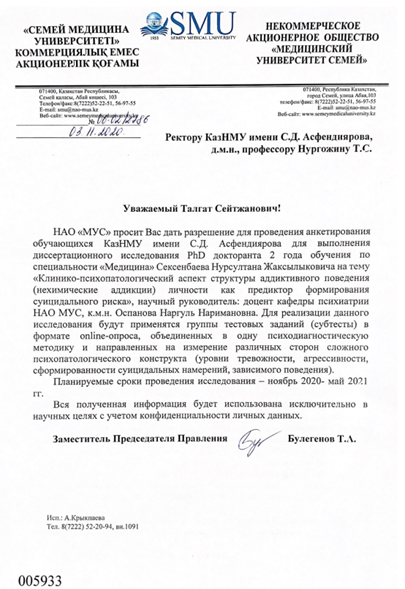 «СЕМЕЙ МЕДИЦИНА
УНИВЕРСИТЕТІ»
КОММЕРЦИЯЛЫҚ ЕМЕС
АКЦИОНЕРЛІК ҚОҒАМЫ
SMU
SEMEY MEDICAL UNIVERSITY
НЕКОММЕРЧЕСКОЕ
АКЦИОНЕРНОЕ ОБЩЕСТВО
«МЕДИЦИНСКИЙ
УНИВЕРСИТЕТ СЕМЕЙ»
071400, Қазақстан Республикасы,
Семей қаласы, Абай көшесі, 103
Телефон/факс 8(7222)52-22-51, 56-97-55
E-mail: smu@nao-mus.kz
Веб-сайт: www.semeymedicaluniversity.kz
071400, Республика Казахстан,
город Семей, улица Абая, 103
Телефон/факс: 8(7222)52-22-51, 56-97-55
E-mail: smu@nao-mus.kz
Веб-сайт: www.semeymedicaluniversity.kz
№
03.11.2020
Ректору КазНМУ имени С.Д. Асфендиярова,
д.м.н., профессору Нургожину Т.С.
Уважаемый Талгат Сейтжанович!
НАО «МУС» просит Вас дать разрешение для проведения анкетирования
обучающихся КазНМУ имени С.Д. Асфендиярова для выполнения
диссертационного исследования PhD докторанта 2 года обучения по
специальности «Медицина» Сексенбаева Нурсултана Жаксылыковича на тему
«Клинико-психопатологический аспект структуры аддиктивного поведения
(нехимические аддикции) личности как предиктор формирования
суицидального риска», научный руководитель: доцент кафедры психиатрии
НАО МУС, к.м.н. Оспанова Наргуль Наримановна. Для реализации данного
исследования будут применятся группы тестовых заданий (субтесты) в
формате online-опроса, объединенных в одну психодиагностическую
методику и направленных на измерение различных сторон сложного
психопатологического конструкта (уровни тревожности, агрессивности,
сформированности суицидальных намерений, зависимого поведения).
Планируемые сроки проведения исследования – ноябрь 2020- май 2021
гг.
Вся полученная информация будет использована исключительно в
научных целях с учетом конфиденциальности личных данных.
Заместитель Председателя Правления Булегенов Т.А.
Исп.: А.Крыкпаева
Тел. 8(7222) 52-20-94, вн.1091
005933